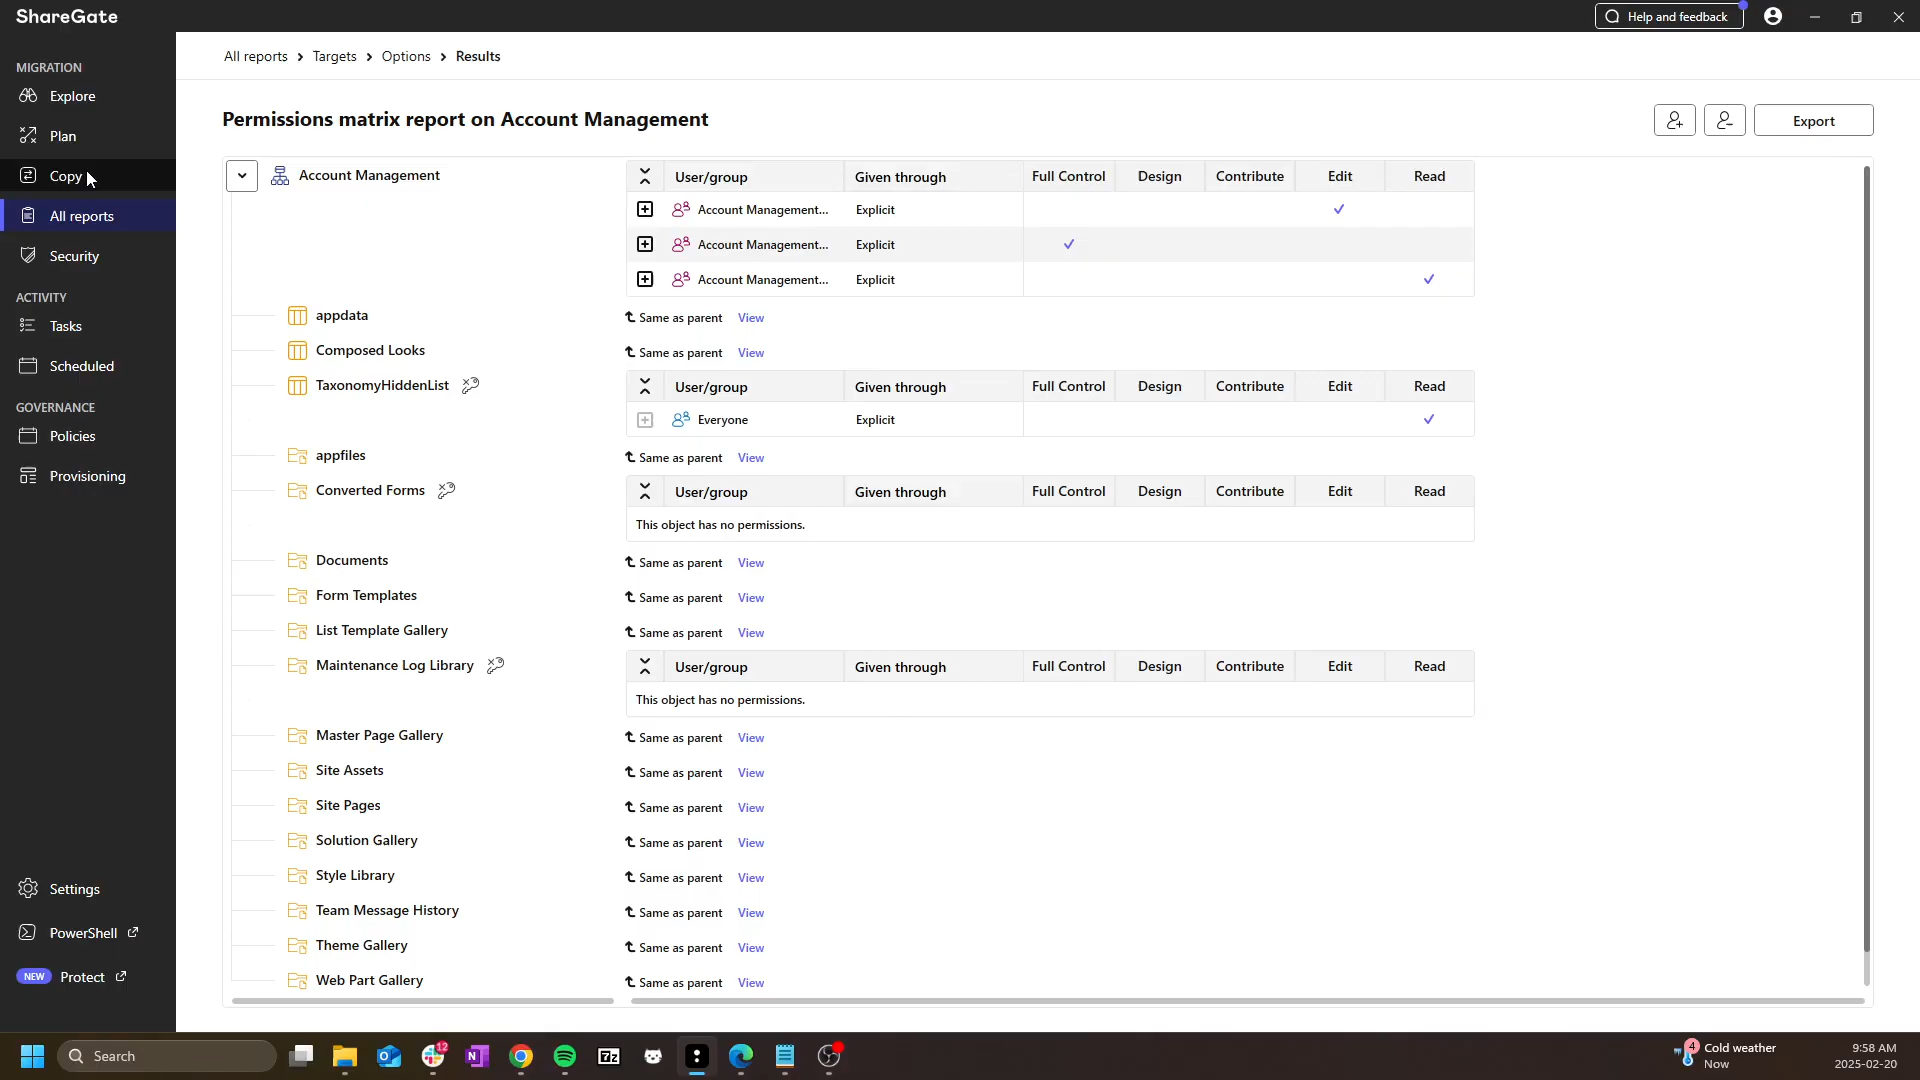 ShareGate
Help and feedback
MIGRATION
Explore
Plan
Copy
All reports
Security
ACTIVITY
Tasks
Scheduled
GOVERNANCE
Policies
Provisioning
Settings
PowerShell
NEW Protect
All reports > Targets > Options > Results
Permissions matrix report on Account Management
Export
Account Management
User/group Given through Full Control Design Contribute Edit Read
Account Management... Explicit ✓
Account Management... Explicit ✓
Account Management... Explicit ✓
appdata Same as parent View
Composed Looks Same as parent View
TaxonomyHiddenList User/group Given through Full Control Design Contribute Edit Read
Everyone Explicit ✓
appfiles Same as parent View
Converted Forms User/group Given through Full Control Design Contribute Edit Read
This object has no permissions.
Documents Same as parent View
Form Templates Same as parent View
List Template Gallery Same as parent View
Maintenance Log Library User/group Given through Full Control Design Contribute Edit Read
This object has no permissions.
Master Page Gallery Same as parent View
Site Assets Same as parent View
Site Pages Same as parent View
Solution Gallery Same as parent View
Style Library Same as parent View
Team Message History Same as parent View
Theme Gallery Same as parent View
Web Part Gallery Same as parent View
Search
12
N
7z
4
Cold weather
Now
9:58 AM
2025-02-20